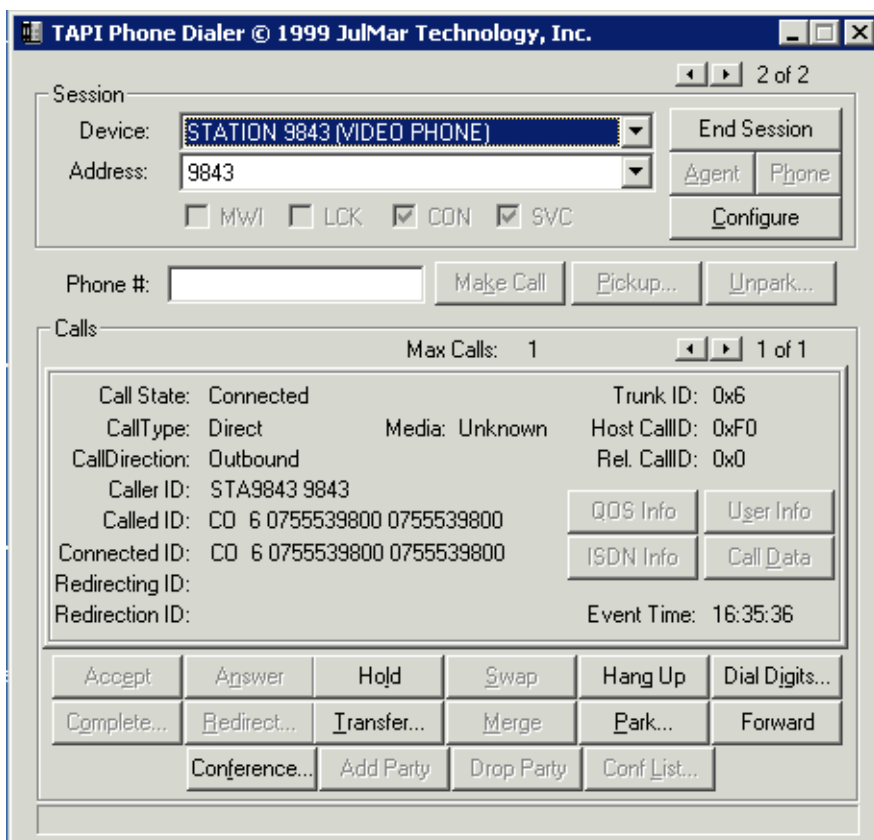 TAPI Phone Dialer © 1999 JulMar Technology, Inc.
2 of 2
Session
Device: STATION 9843 (VIDEO PHONE) End Session
Address: 9843 Agent Phone
MWI LCK CON SVC Configure
Phone #: Make Call Pickup... Unpark...
Calls
Max Calls: 1 1 of 1
Call State: Connected Trunk ID: 0x6
CallType: Direct Media: Unknown Host CallID: 0xF0
CallDirection: Outbound Rel. CallID: 0x0
Caller ID: STA9843 9843
Called ID: CO 6 0755539800 0755539800 QOS Info User Info
Connected ID: CO 6 0755539800 0755539800 ISDN Info Call Data
Redirecting ID:
Redirection ID: Event Time: 16:35:36
Accept Answer Hold Swap Hang Up Dial Digits...
Complete... Redirect... Transfer... Merge Park... Forward
Conference... Add Party Drop Party Conf List...